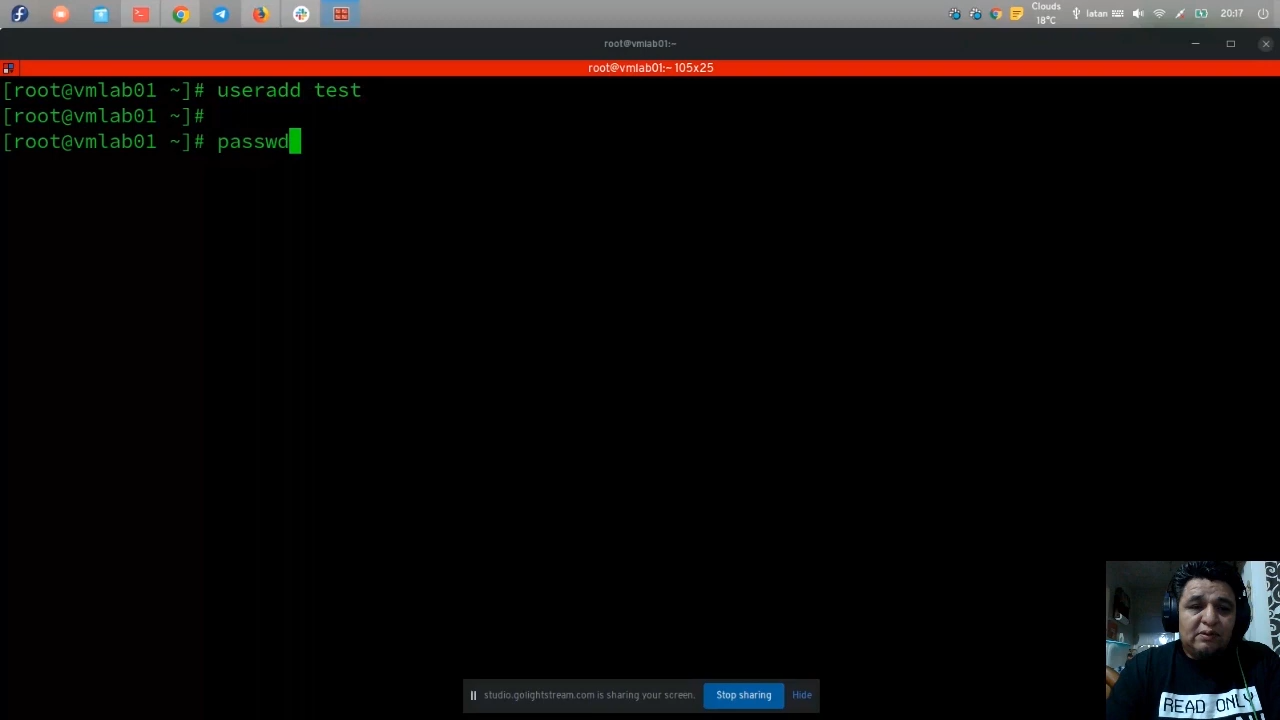 Clouds
18°C
latan
20:17
root@vmlab01:~
root@vmlab01:~ 105x25
[root@vmlab01 ~]# useradd test
[root@vmlab01 ~]#
[root@vmlab01 ~]# passwd
studio.golightstream.com is sharing your screen.
Stop sharing
Hide
READ ONLY